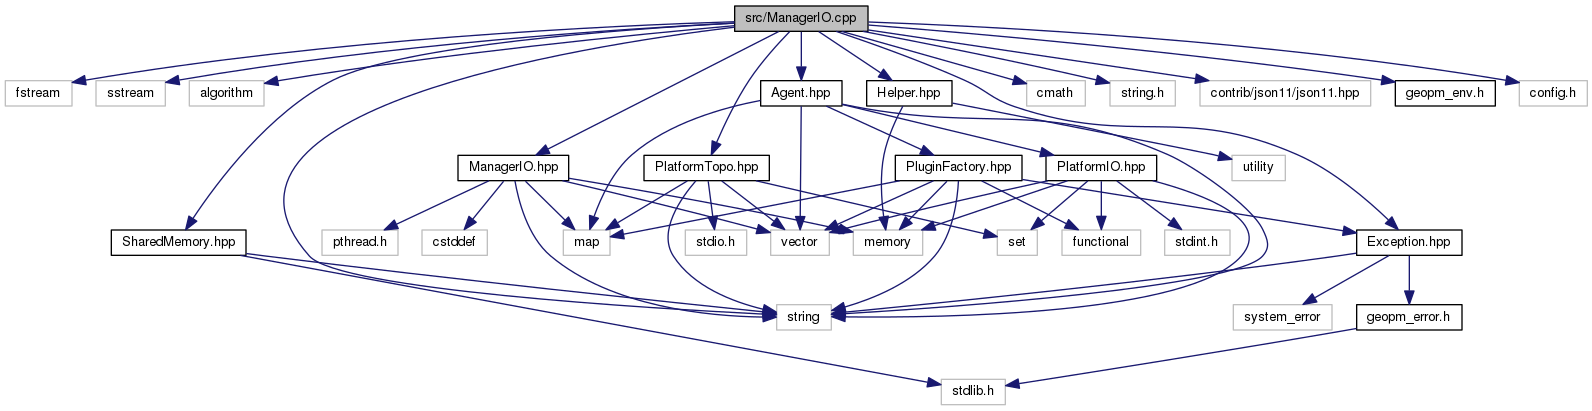 src/ManagerIO.cpp
fstream
sstream
algorithm
Agent.hpp
Helper.hpp
cmath
string.h
contrib/json11/json11.hpp
geopm_env.h
config.h
ManagerIO.hpp
PlatformTopo.hpp
PluginFactory.hpp
PlatformIO.hpp
utility
SharedMemory.hpp
pthread.h
cstddef
map
stdio.h
vector
memory
set
functional
stdint.h
Exception.hpp
string
system_error
geopm_error.h
stdlib.h